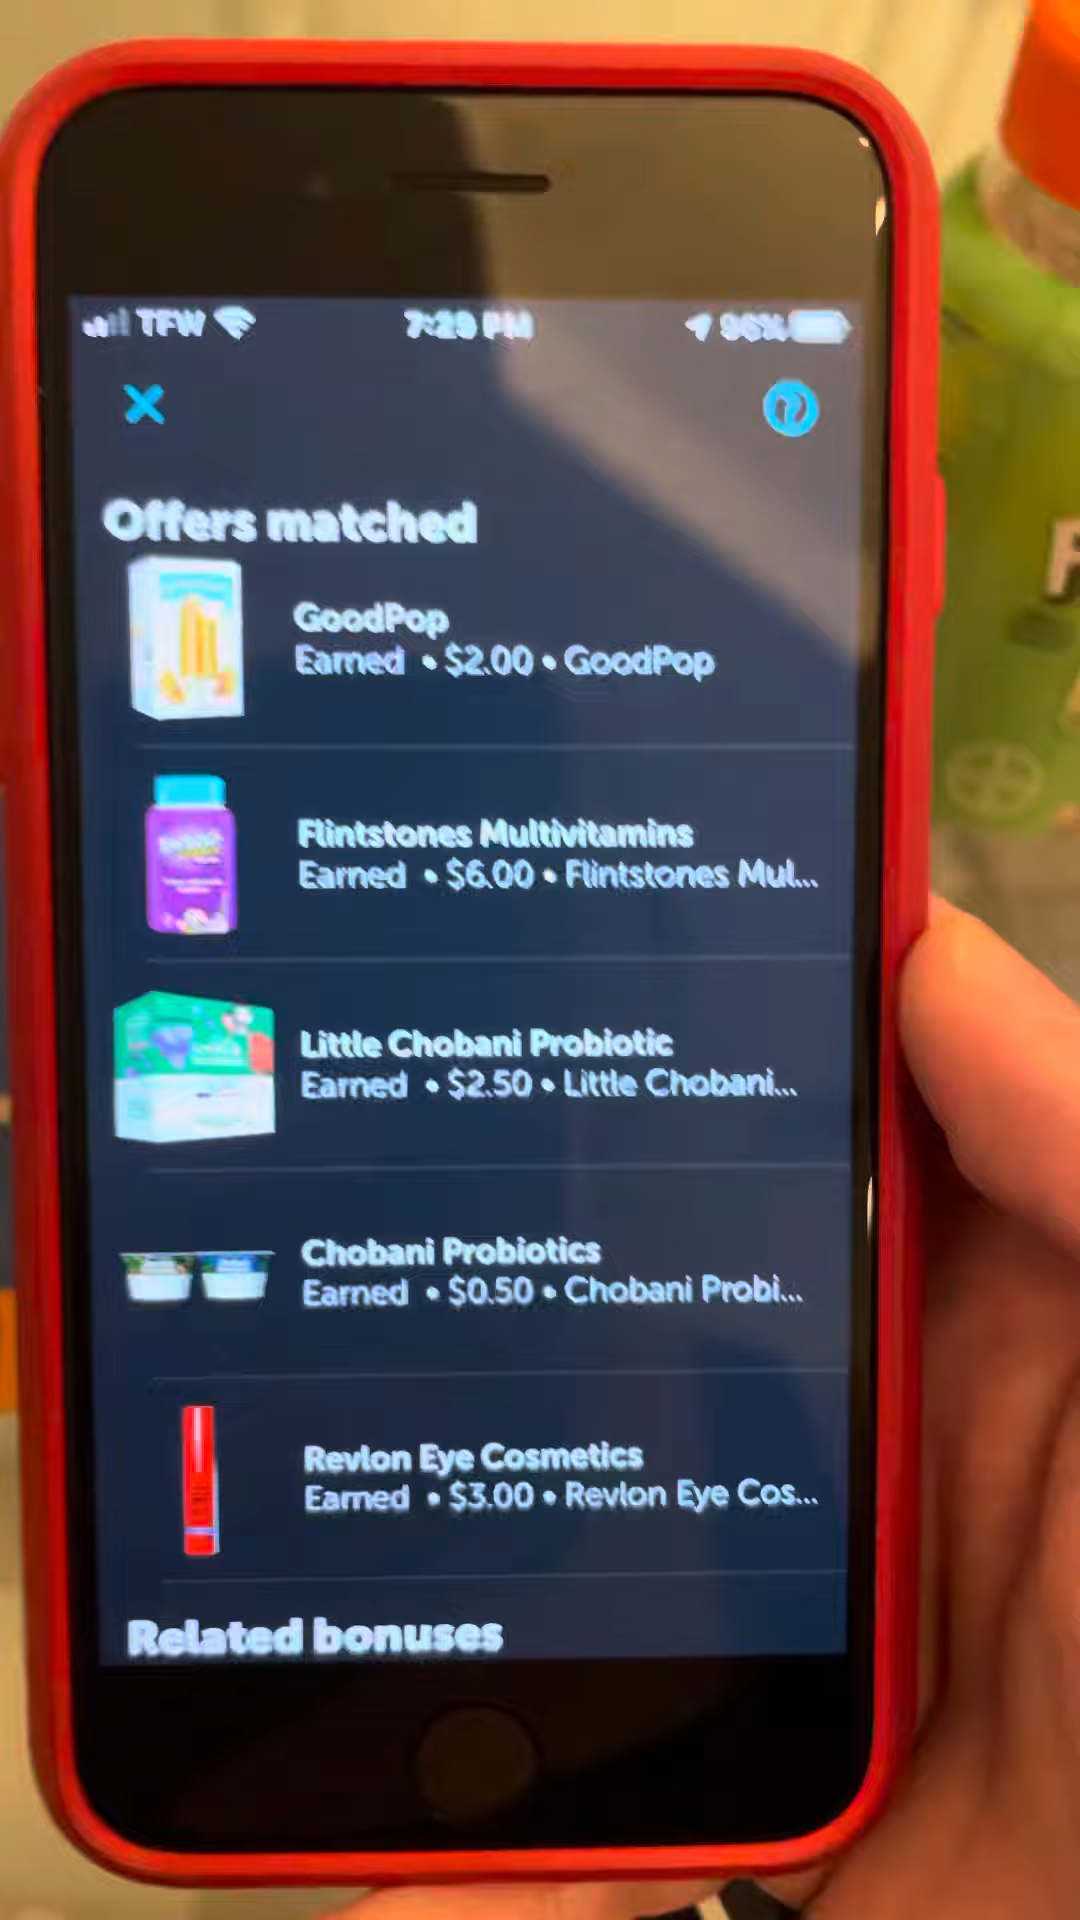 TFW 7:29 PM 96%
Offers matched
GoodPop
Earned • $2.00 • GoodPop
Flintstones Multivitamins
Earned • $6.00 • Flintstones Mul...
Little Chobani Probiotic
Earned • $2.50 • Little Chobani...
Chobani Probiotics
Earned • $0.50 • Chobani Probi...
Revlon Eye Cosmetics
Earned • $3.00 • Revlon Eye Cos...
Related bonuses